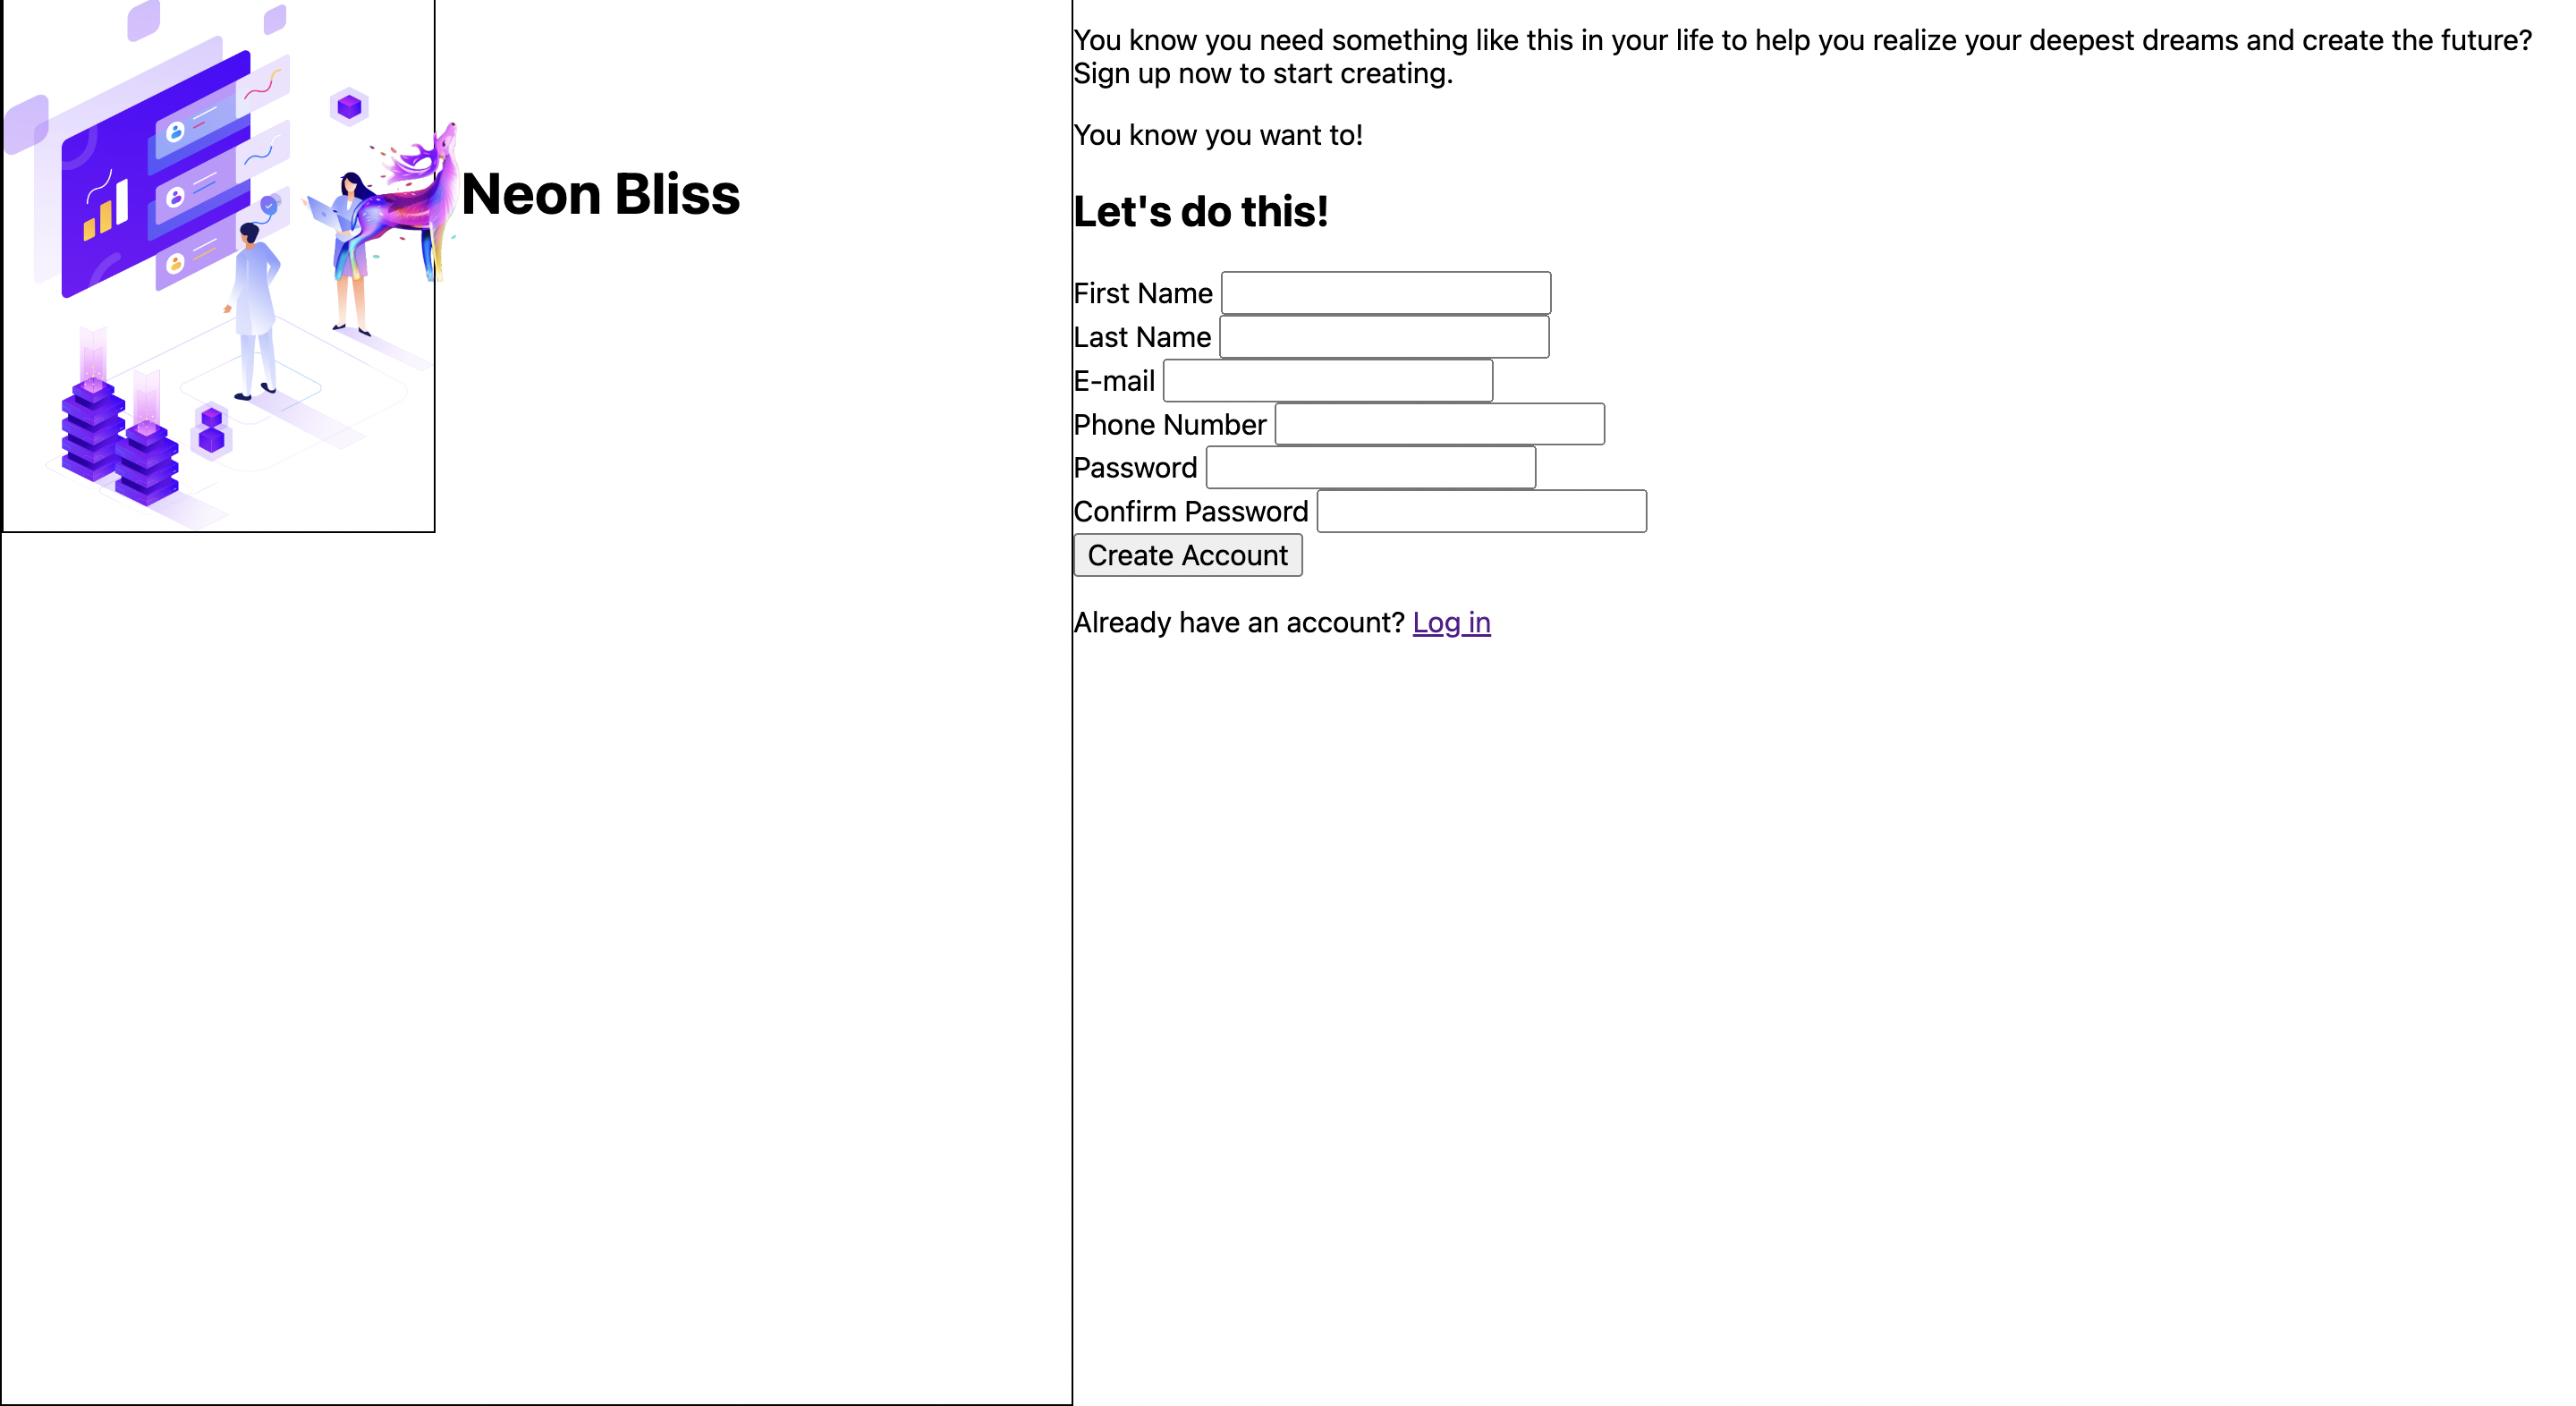 Neon Bliss
You know you need something like this in your life to help you realize your deepest dreams and create the future?
Sign up now to start creating.
You know you want to!
Let's do this!
First Name
Last Name
E-mail
Phone Number
Password
Confirm Password
Create Account
Already have an account? Log in